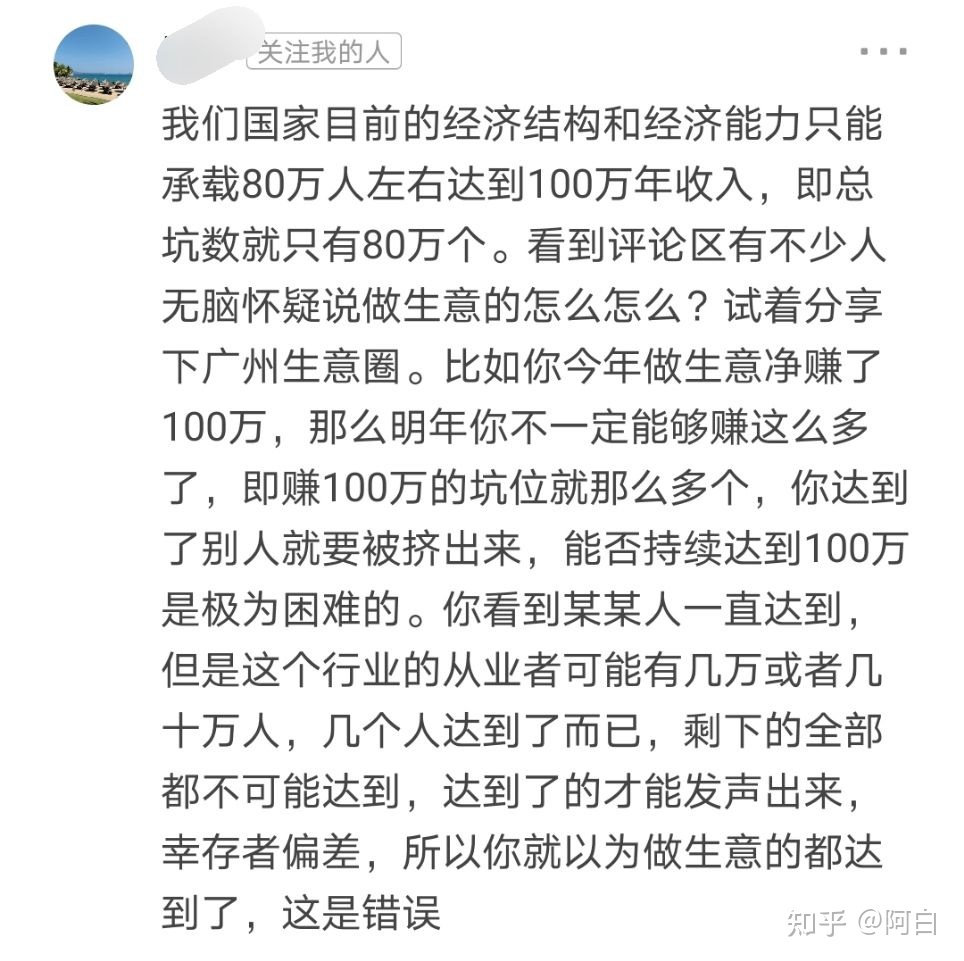 关注我的人
我们国家目前的经济结构和经济能力只能
承载80万人左右达到100万年收入，即总
坑数就只有80万个。看到评论区有不少人
无脑怀疑说做生意的怎么怎么？试着分享
下广州生意圈。比如你今年做生意净赚了
100万，那么明年你不一定能够赚这么多
了，即赚100万的坑位就那么多个，你达到
了别人就要被挤出来，能否持续达到100万
是极为困难的。你看到某某人一直达到，
但是这个行业的从业者可能有几万或者几
十万人，几个人达到了而已，剩下的全部
都不可能达到，达到了的才能发声出来，
幸存者偏差，所以你就以为做生意的都达
到了，这是错误
知乎 @阿白